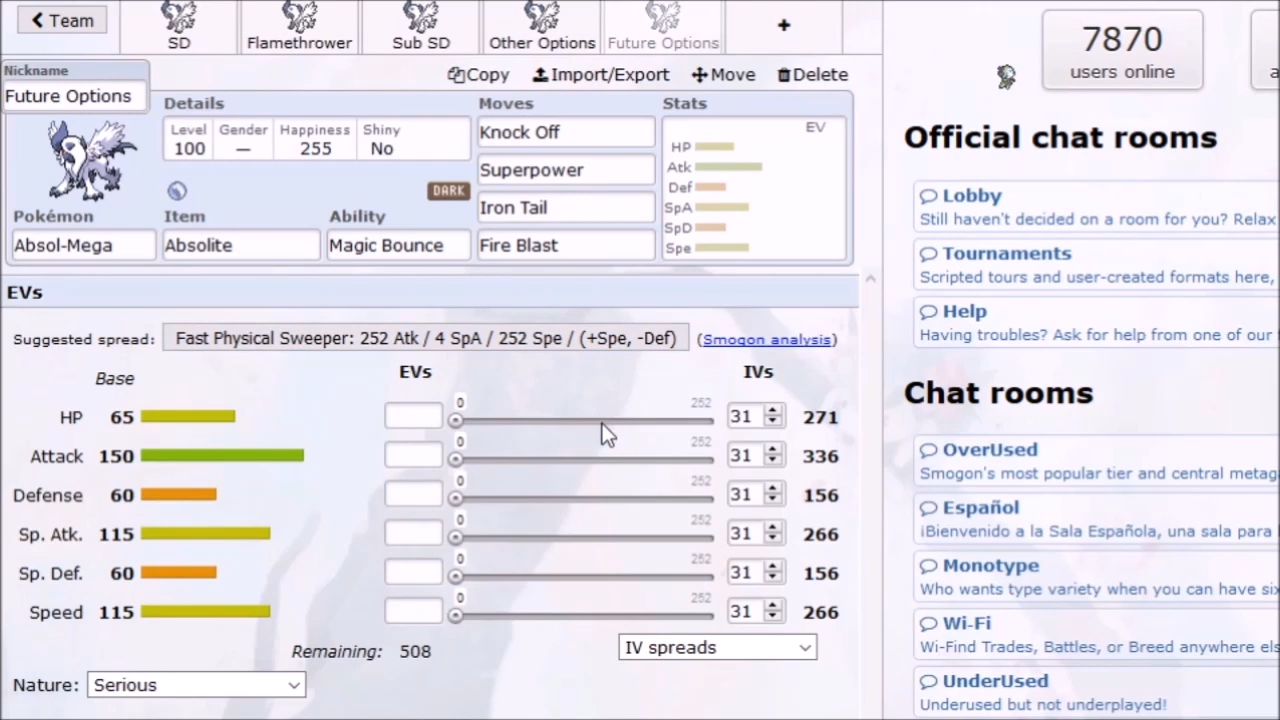 Team
SD
Flamethrower
Sub SD
Other Options
Future Options
+
Nickname
Future Options
Copy
Import/Export
Move
Delete
Details
Moves
Stats
Level
Gender
Happiness
Shiny
100
—
255
No
DARK
Knock Off
Superpower
Iron Tail
Fire Blast
EV
HP
Atk
Def
SpA
SpD
Spe
Pokémon
Item
Ability
Absol-Mega
Absolite
Magic Bounce
EVs
Suggested spread: Fast Physical Sweeper: 252 Atk / 4 SpA / 252 Spe / (+Spe, -Def) (Smogon analysis)
Base EVs IVs
HP 65 0 252 31 271
Attack 150 0 252 31 336
Defense 60 0 252 31 156
Sp. Atk. 115 0 252 31 266
Sp. Def. 60 0 252 31 156
Speed 115 0 252 31 266
Remaining: 508
IV spreads
Nature: Serious
7870
users online
a
Official chat rooms
Lobby
Still haven't decided on a room for you? Relax
Tournaments
Scripted tours and user-created formats here,
Help
Having troubles? Ask for help from one of our
Chat rooms
OverUsed
Smogon's most popular tier and central metag
Español
¡Bienvenido a la Sala Española, una sala para
Monotype
Who wants type variety when you can have six
Wi-Fi
Wi-Find Trades, Battles, or Breed anywhere els
UnderUsed
Underused but not underplayed!